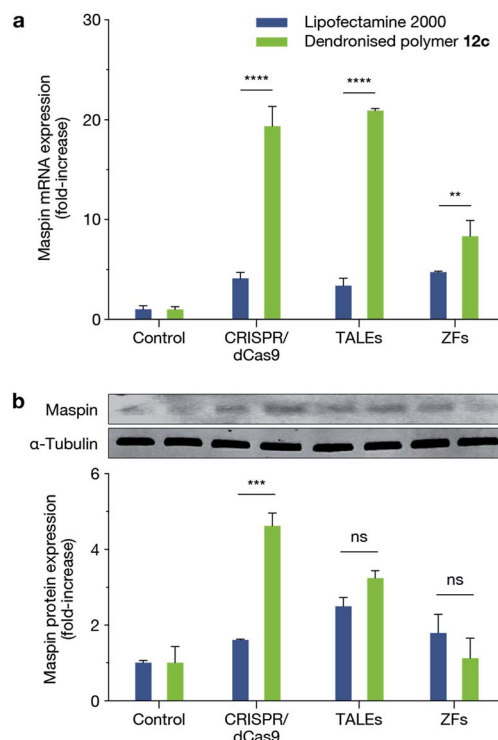 a
Lipofectamine 2000
Dendronised polymer 12c
Maspin mRNA expression
(fold-increase)
30
20
10
0
****
****
**
Control
CRISPR/
dCas9
TALEs
ZFs
b
Maspin
α-Tubulin
Maspin protein expression
(fold-increase)
6
4
2
0
***
ns
ns
Control
CRISPR/
dCas9
TALEs
ZFs